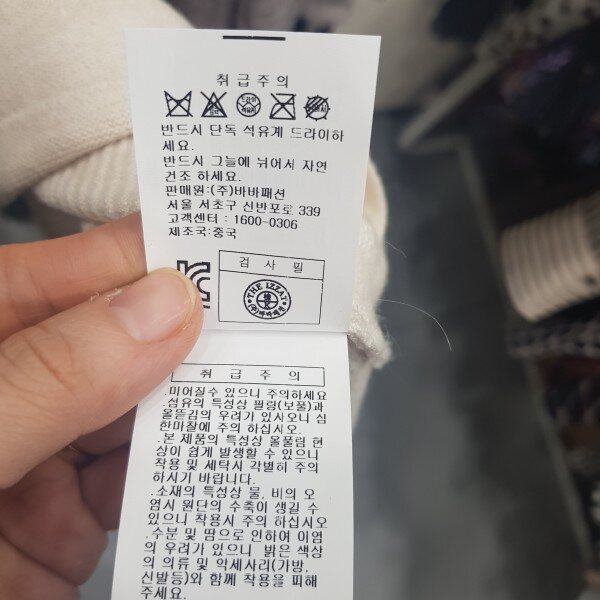 취급주의
드라이
반드시 단독 석유계 드라이하
세요.
반드시 그늘에 뉘어서 자연
건조 하세요.
판매원:(주)바바패션
서울 서초구 신반포로 339
고객센터 : 1600-0306
제조국:중국
검 사 필
THE IZZAT
(주)바바패션
취 급 주 의
.미어질수 있으니 주의하세요
.섬유의 특성상 필링(보풀)과
올뜯김의 우려가 있사오니 심
한마찰에 주의 하십시오.
.본 제품의 특성상 올풀림 현
상이 쉽게 발생할 수 있으니
착용 및 세탁시 각별히 주의
하시기 바랍니다.
.소재의 특성상 물, 비의 오
염시 원단의 수축이 생길 수
있으니 착용시 주의 하십시오
.수분 및 땀으로 인하여 이염
의 우려가 있으니 밝은 색상
의 의류 및 악세사리(가방,
신발등)와 함께 착용을 피해
주세요.